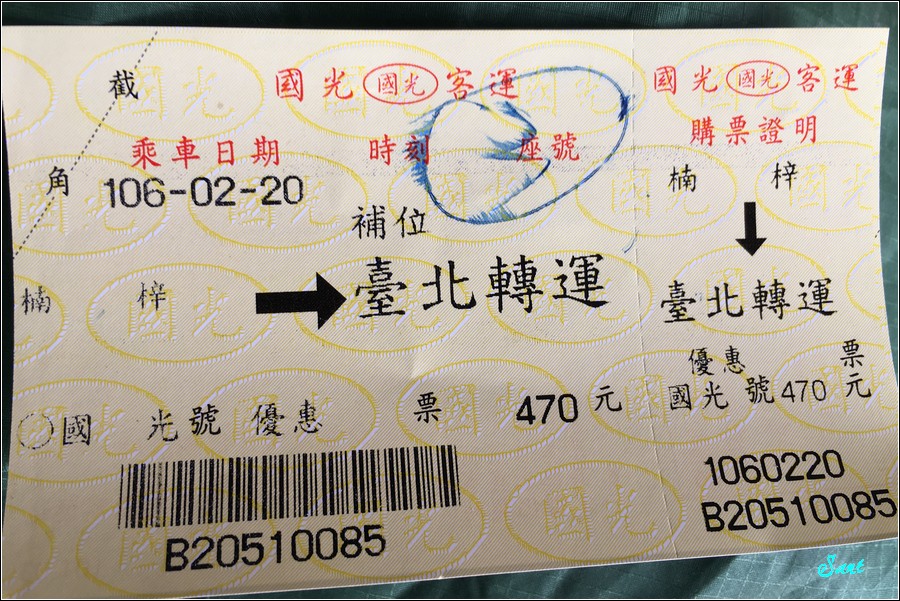 截角
國光 國光 客運
乘車日期 時刻 座號
106-02-20
補位
楠梓 → 臺北轉運
國光號 優惠票 470元
B20510085
國光 國光 客運
購票證明
楠梓
↓
臺北轉運
優惠票
國光號470元
1060220
B20510085